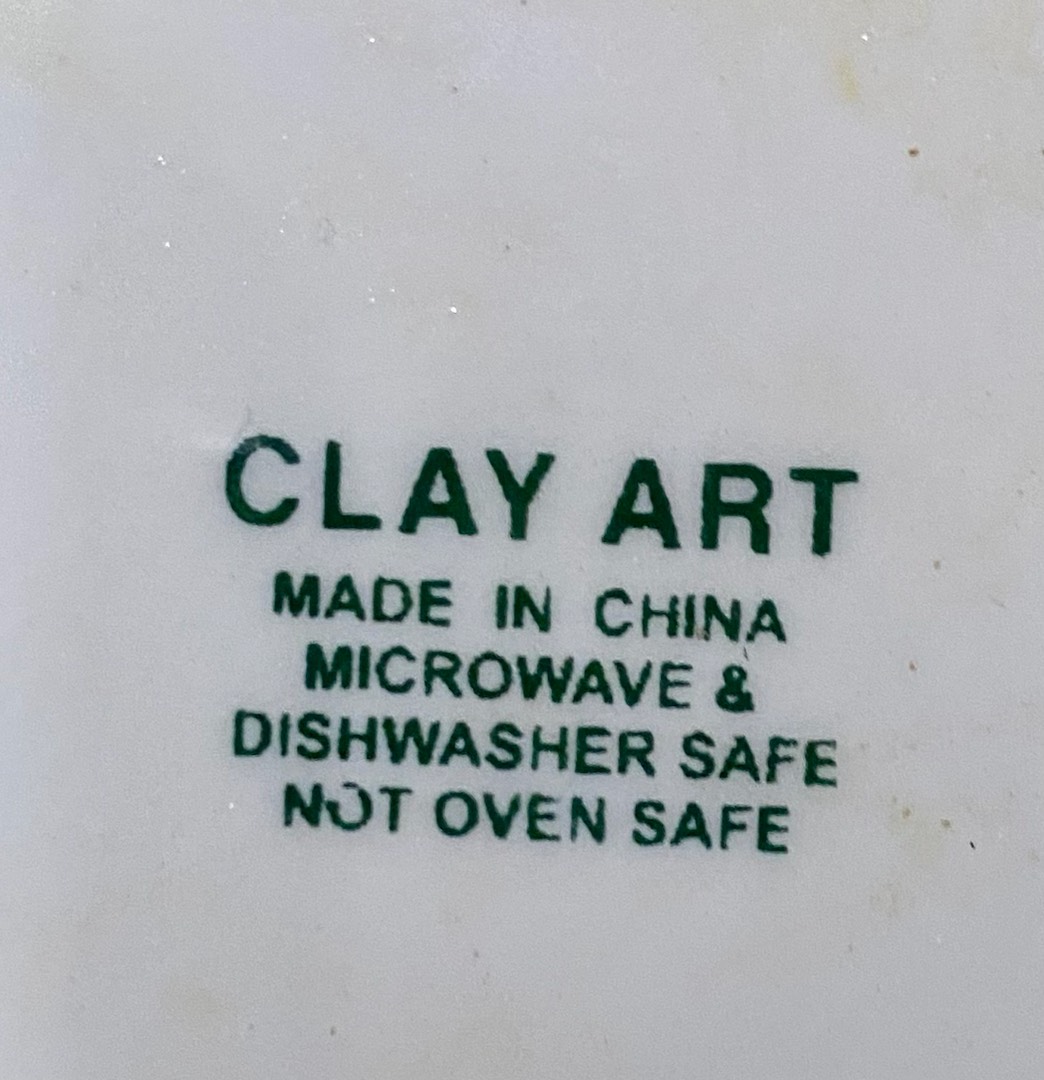 CLAY ART
MADE IN CHINA
MICROWAVE &
DISHWASHER SAFE
NOT OVEN SAFE